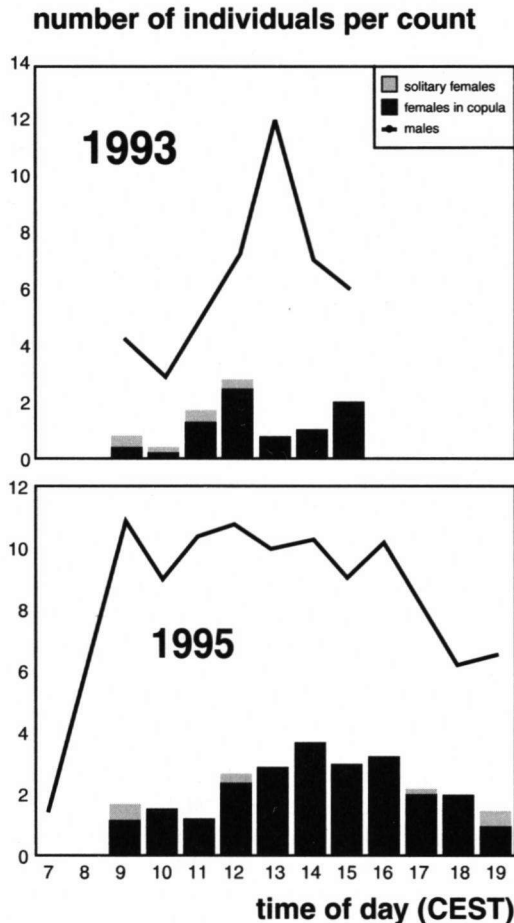 number of individuals per count
14
solitary females
females in copula
males
12
1993
10
8
6
4
2
0
12
10
8
1995
6
4
2
0
7 8 9 10 11 12 13 14 15 16 17 18 19
time of day (CEST)